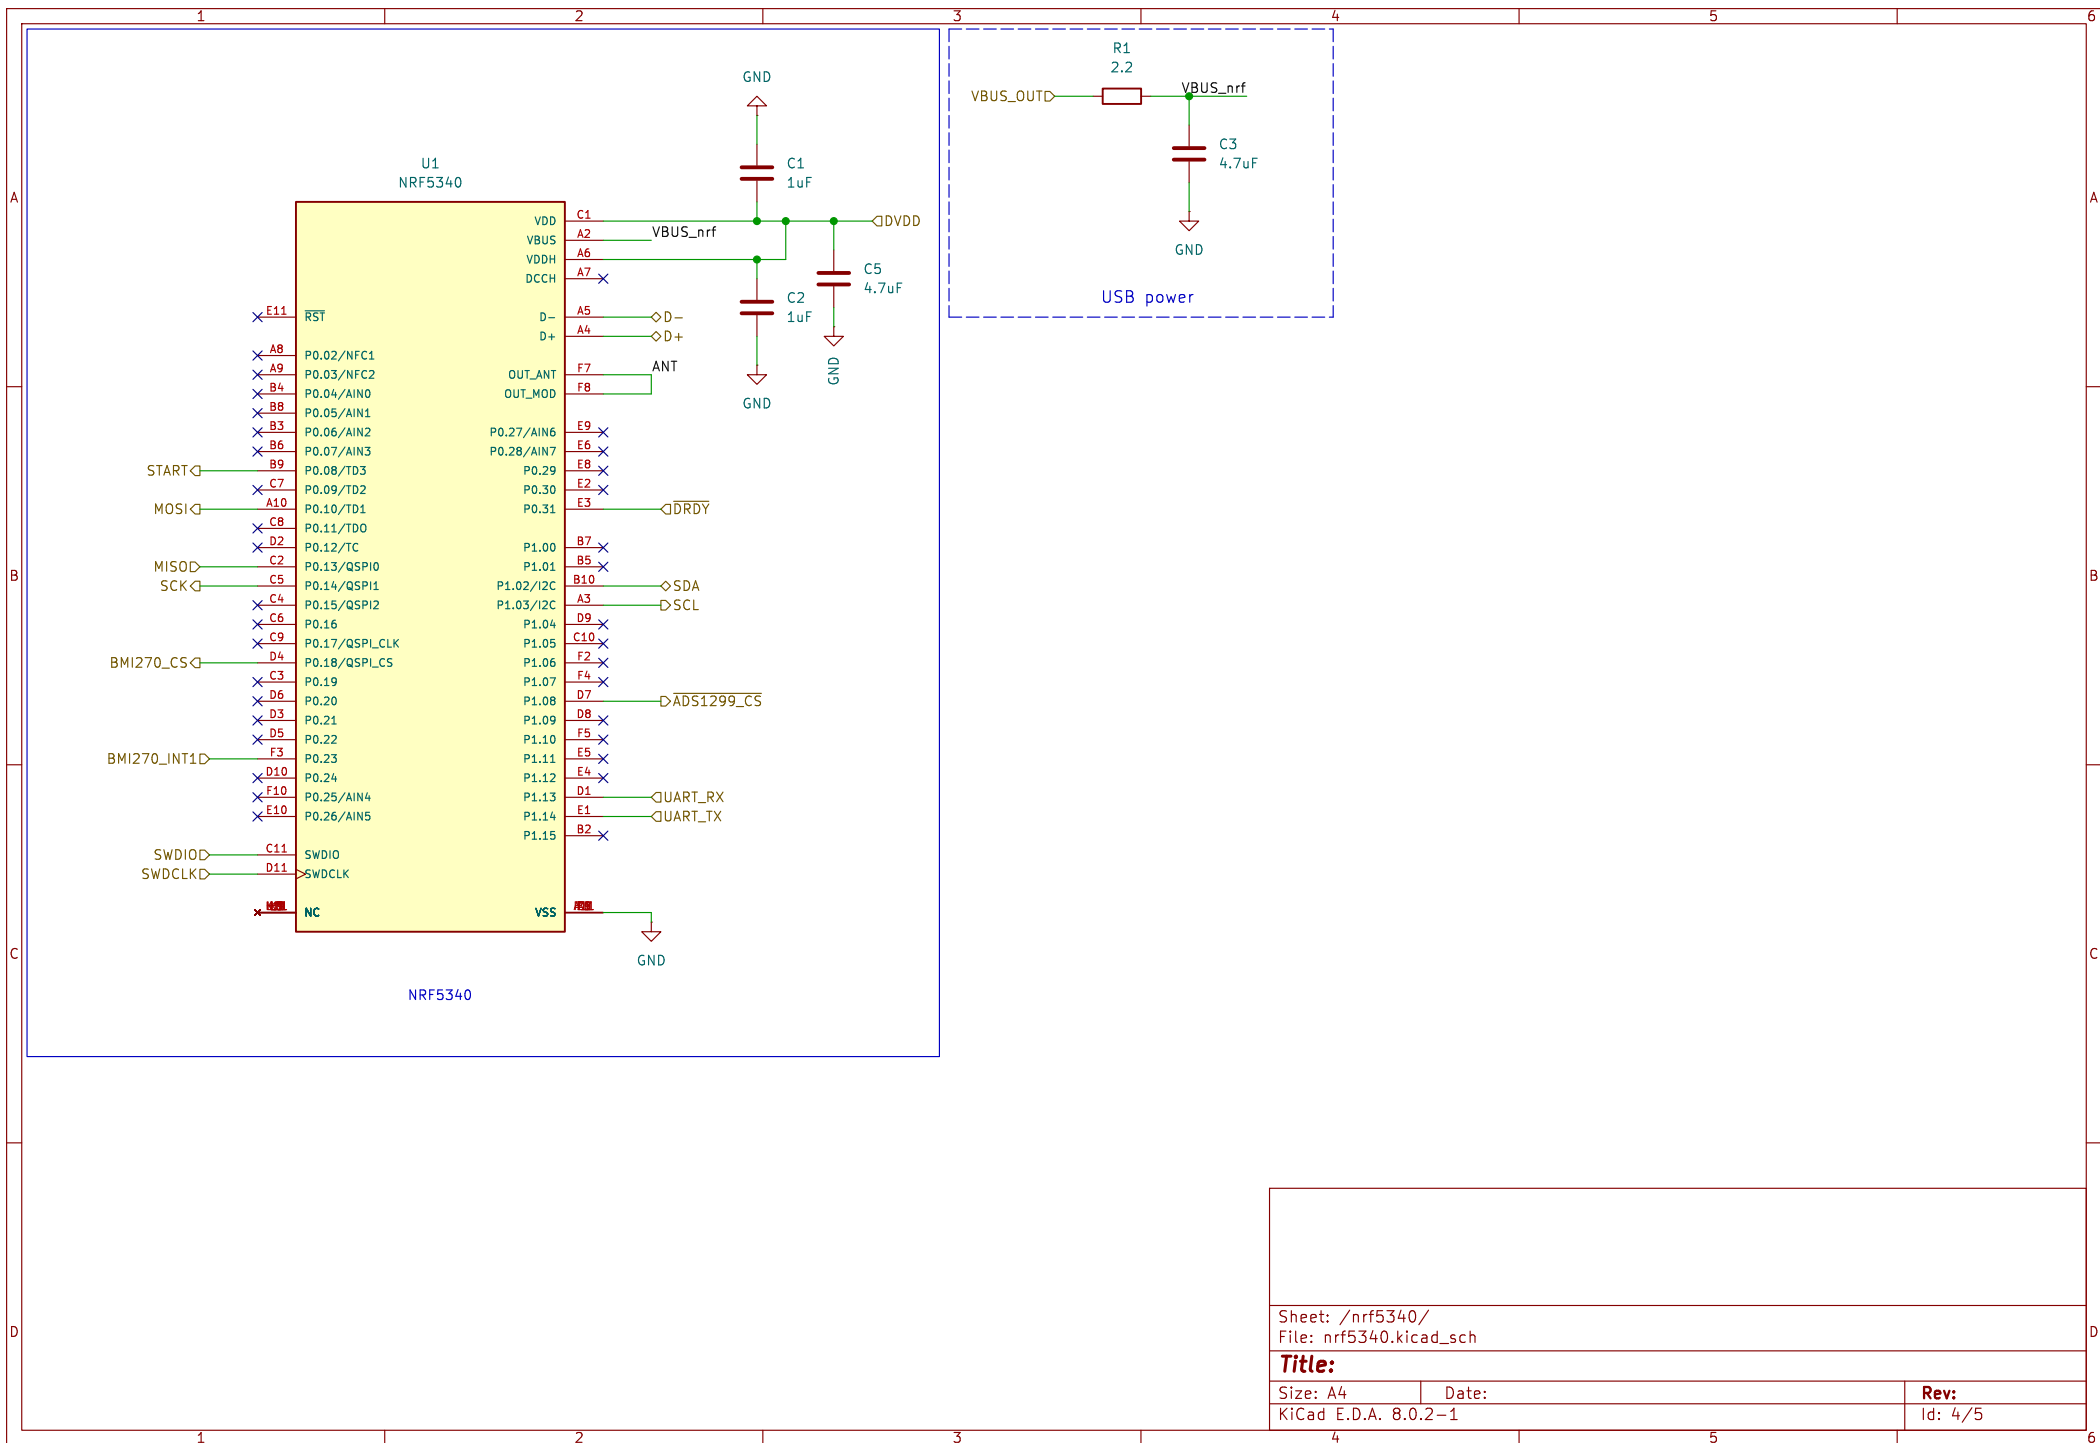 1 2 3 4 5 6
A
B
C
D
A
B
C
D
1 2 3 4 5 6
U1
NRF5340
E11 RST
A8 P0.02/NFC1
A9 P0.03/NFC2
B4 P0.04/AIN0
B8 P0.05/AIN1
B3 P0.06/AIN2
B6 P0.07/AIN3
START B9 P0.08/TD3
C7 P0.09/TD2
MOSI A10 P0.10/TD1
C8 P0.11/TDO
D2 P0.12/TC
MISO C2 P0.13/QSPI0
SCK C5 P0.14/QSPI1
C4 P0.15/QSPI2
C6 P0.16
C9 P0.17/QSPI_CLK
BMI270_CS D4 P0.18/QSPI_CS
C3 P0.19
D6 P0.20
D3 P0.21
D5 P0.22
BMI270_INT1 F3 P0.23
D10 P0.24
F10 P0.25/AIN4
E10 P0.26/AIN5
SWDIO C11 SWDIO
SWDCLK D11 SWDCLK
NC
VDD C1 DVDD
VBUS A2 VBUS_nrf
VDDH A6
DCCH A7
D- A5 D-
D+ A4 D+
OUT_ANT F7 ANT
OUT_MOD F8
P0.27/AIN6 E9
P0.28/AIN7 E6
P0.29 E8
P0.30 E2
P0.31 E3 DRDY
P1.00 B7
P1.01 B5
P1.02/I2C B10 SDA
P1.03/I2C A3 SCL
P1.04 D9
P1.05 C10
P1.06 F2
P1.07 F4
P1.08 D7 ADS1299_CS
P1.09 D8
P1.10 F5
P1.11 E5
P1.12 E4
P1.13 D1 UART_RX
P1.14 E1 UART_TX
P1.15 B2
VSS
GND
GND
C1
1uF
C2
1uF
GND
C5
4.7uF
GND
NRF5340
R1
2.2
VBUS_OUT
VBUS_nrf
C3
4.7uF
GND
USB power
Sheet: /nrf5340/
File: nrf5340.kicad_sch
Title:
Size: A4 Date: Rev:
KiCad E.D.A. 8.0.2-1 Id: 4/5